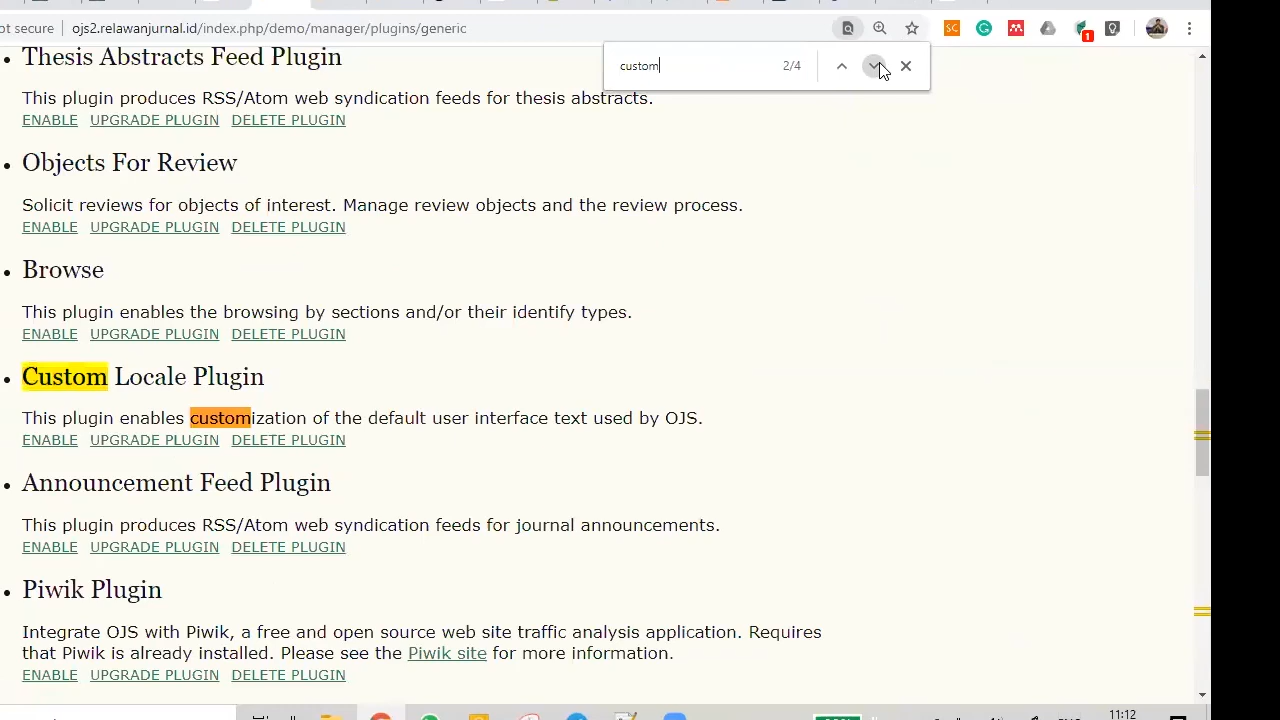 ot secure
ojs2.relawanjurnal.id/index.php/demo/manager/plugins/generic
SC
1
custom
2/4
Thesis Abstracts Feed Plugin
This plugin produces RSS/Atom web syndication feeds for thesis abstracts.
ENABLE UPGRADE PLUGIN DELETE PLUGIN
Objects For Review
Solicit reviews for objects of interest. Manage review objects and the review process.
ENABLE UPGRADE PLUGIN DELETE PLUGIN
Browse
This plugin enables the browsing by sections and/or their identify types.
ENABLE UPGRADE PLUGIN DELETE PLUGIN
Custom Locale Plugin
This plugin enables customization of the default user interface text used by OJS.
ENABLE UPGRADE PLUGIN DELETE PLUGIN
Announcement Feed Plugin
This plugin produces RSS/Atom web syndication feeds for journal announcements.
ENABLE UPGRADE PLUGIN DELETE PLUGIN
Piwik Plugin
Integrate OJS with Piwik, a free and open source web site traffic analysis application. Requires
that Piwik is already installed. Please see the Piwik site for more information.
ENABLE UPGRADE PLUGIN DELETE PLUGIN
11:12